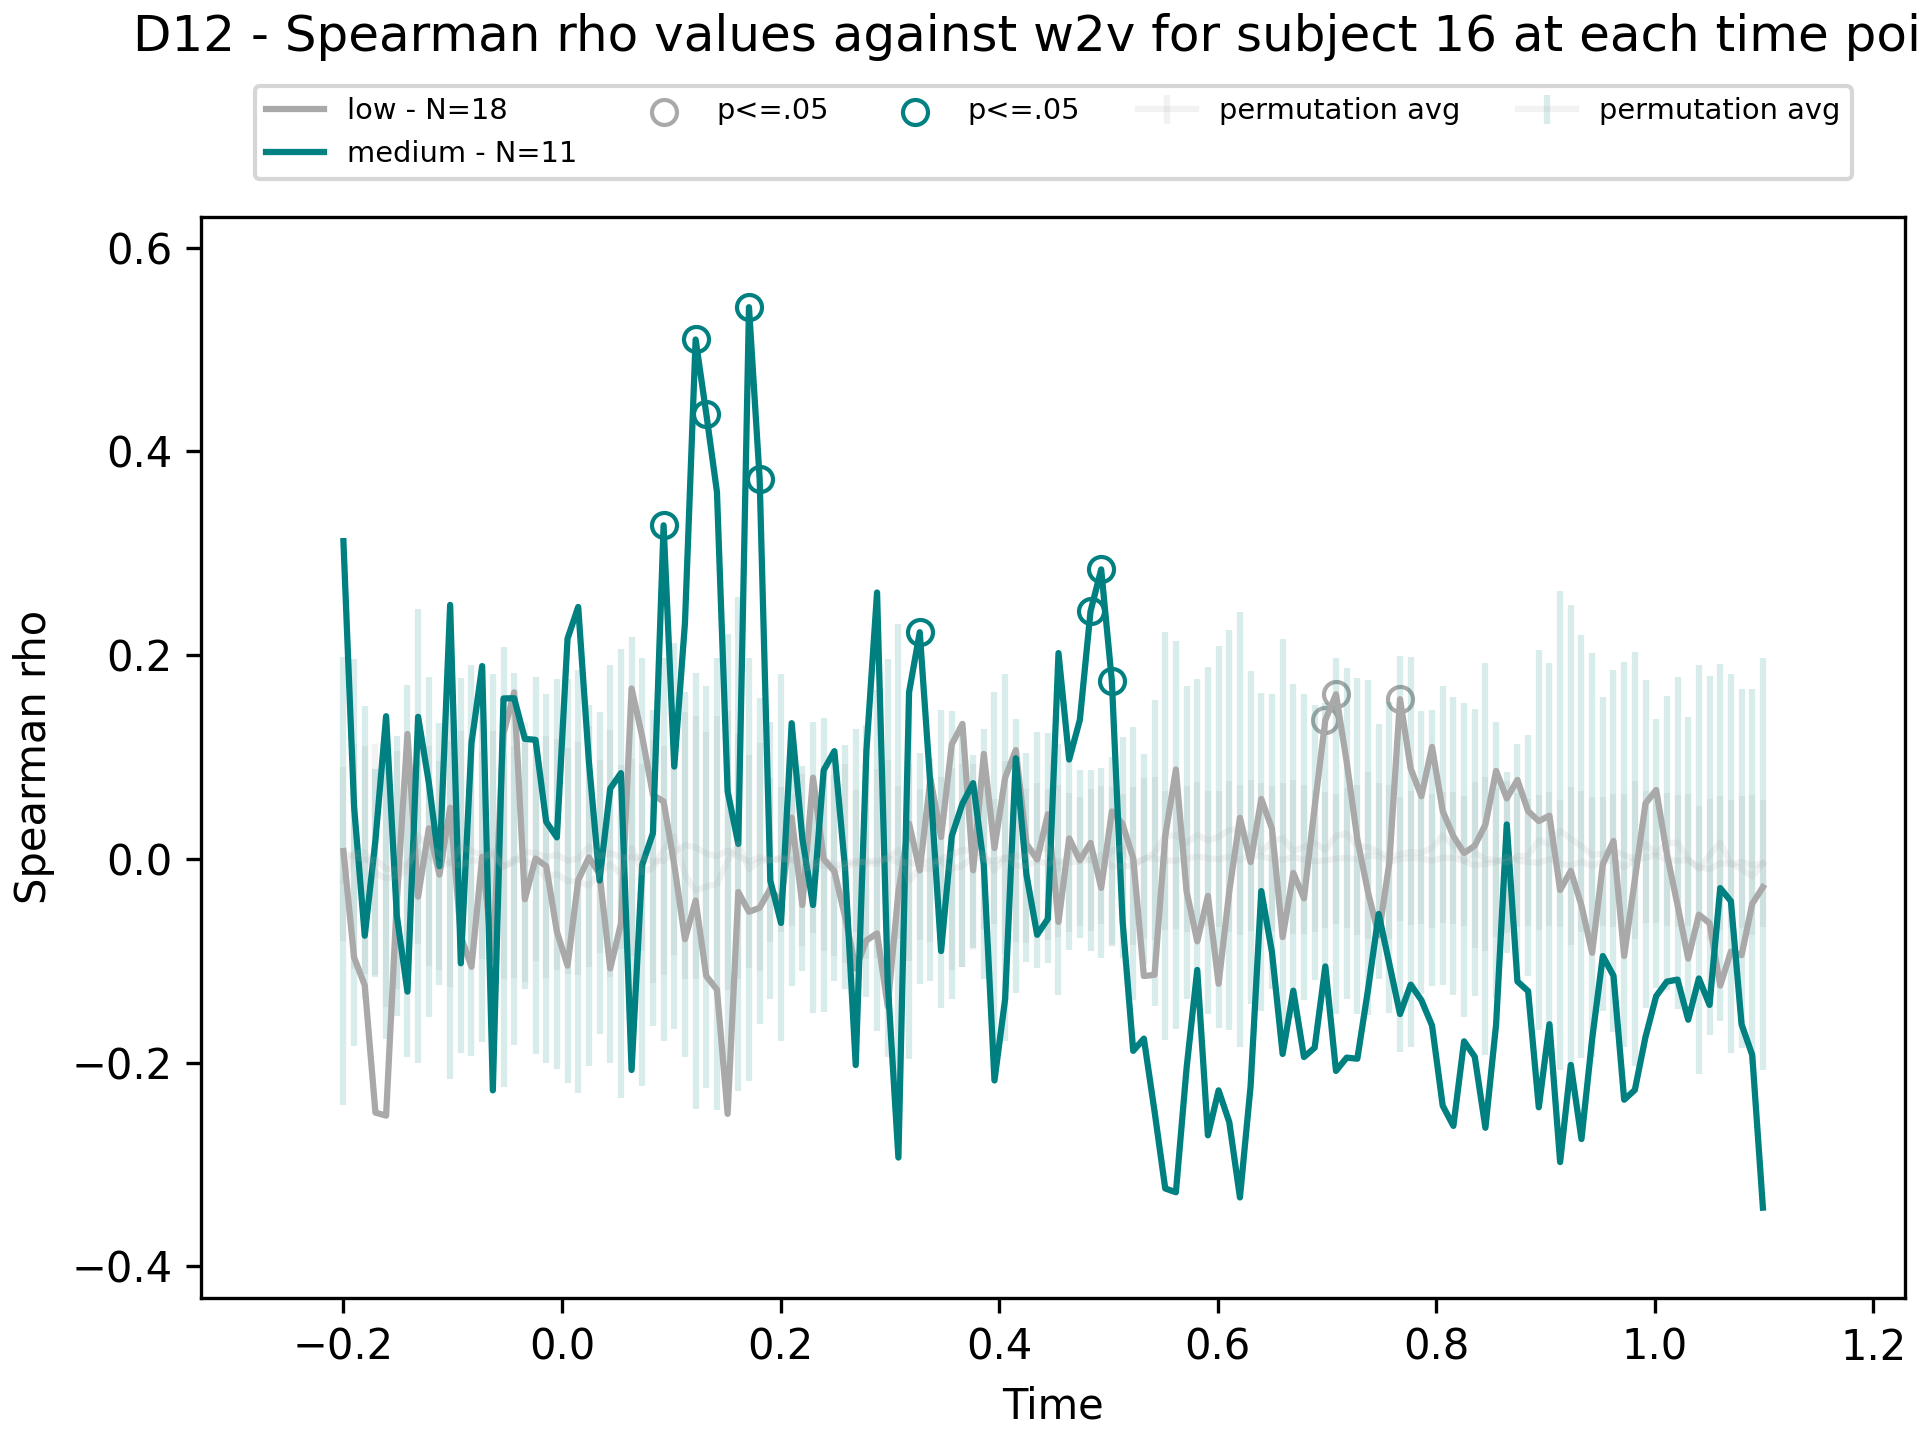 D12 - Spearman rho values against w2v for subject 16 at each time poi
low - N=18
medium - N=11
p<=.05
p<=.05
permutation avg
permutation avg
Spearman rho
0.6
0.4
0.2
0.0
−0.2
−0.4
−0.2 0.0 0.2 0.4 0.6 0.8 1.0 1.2
Time